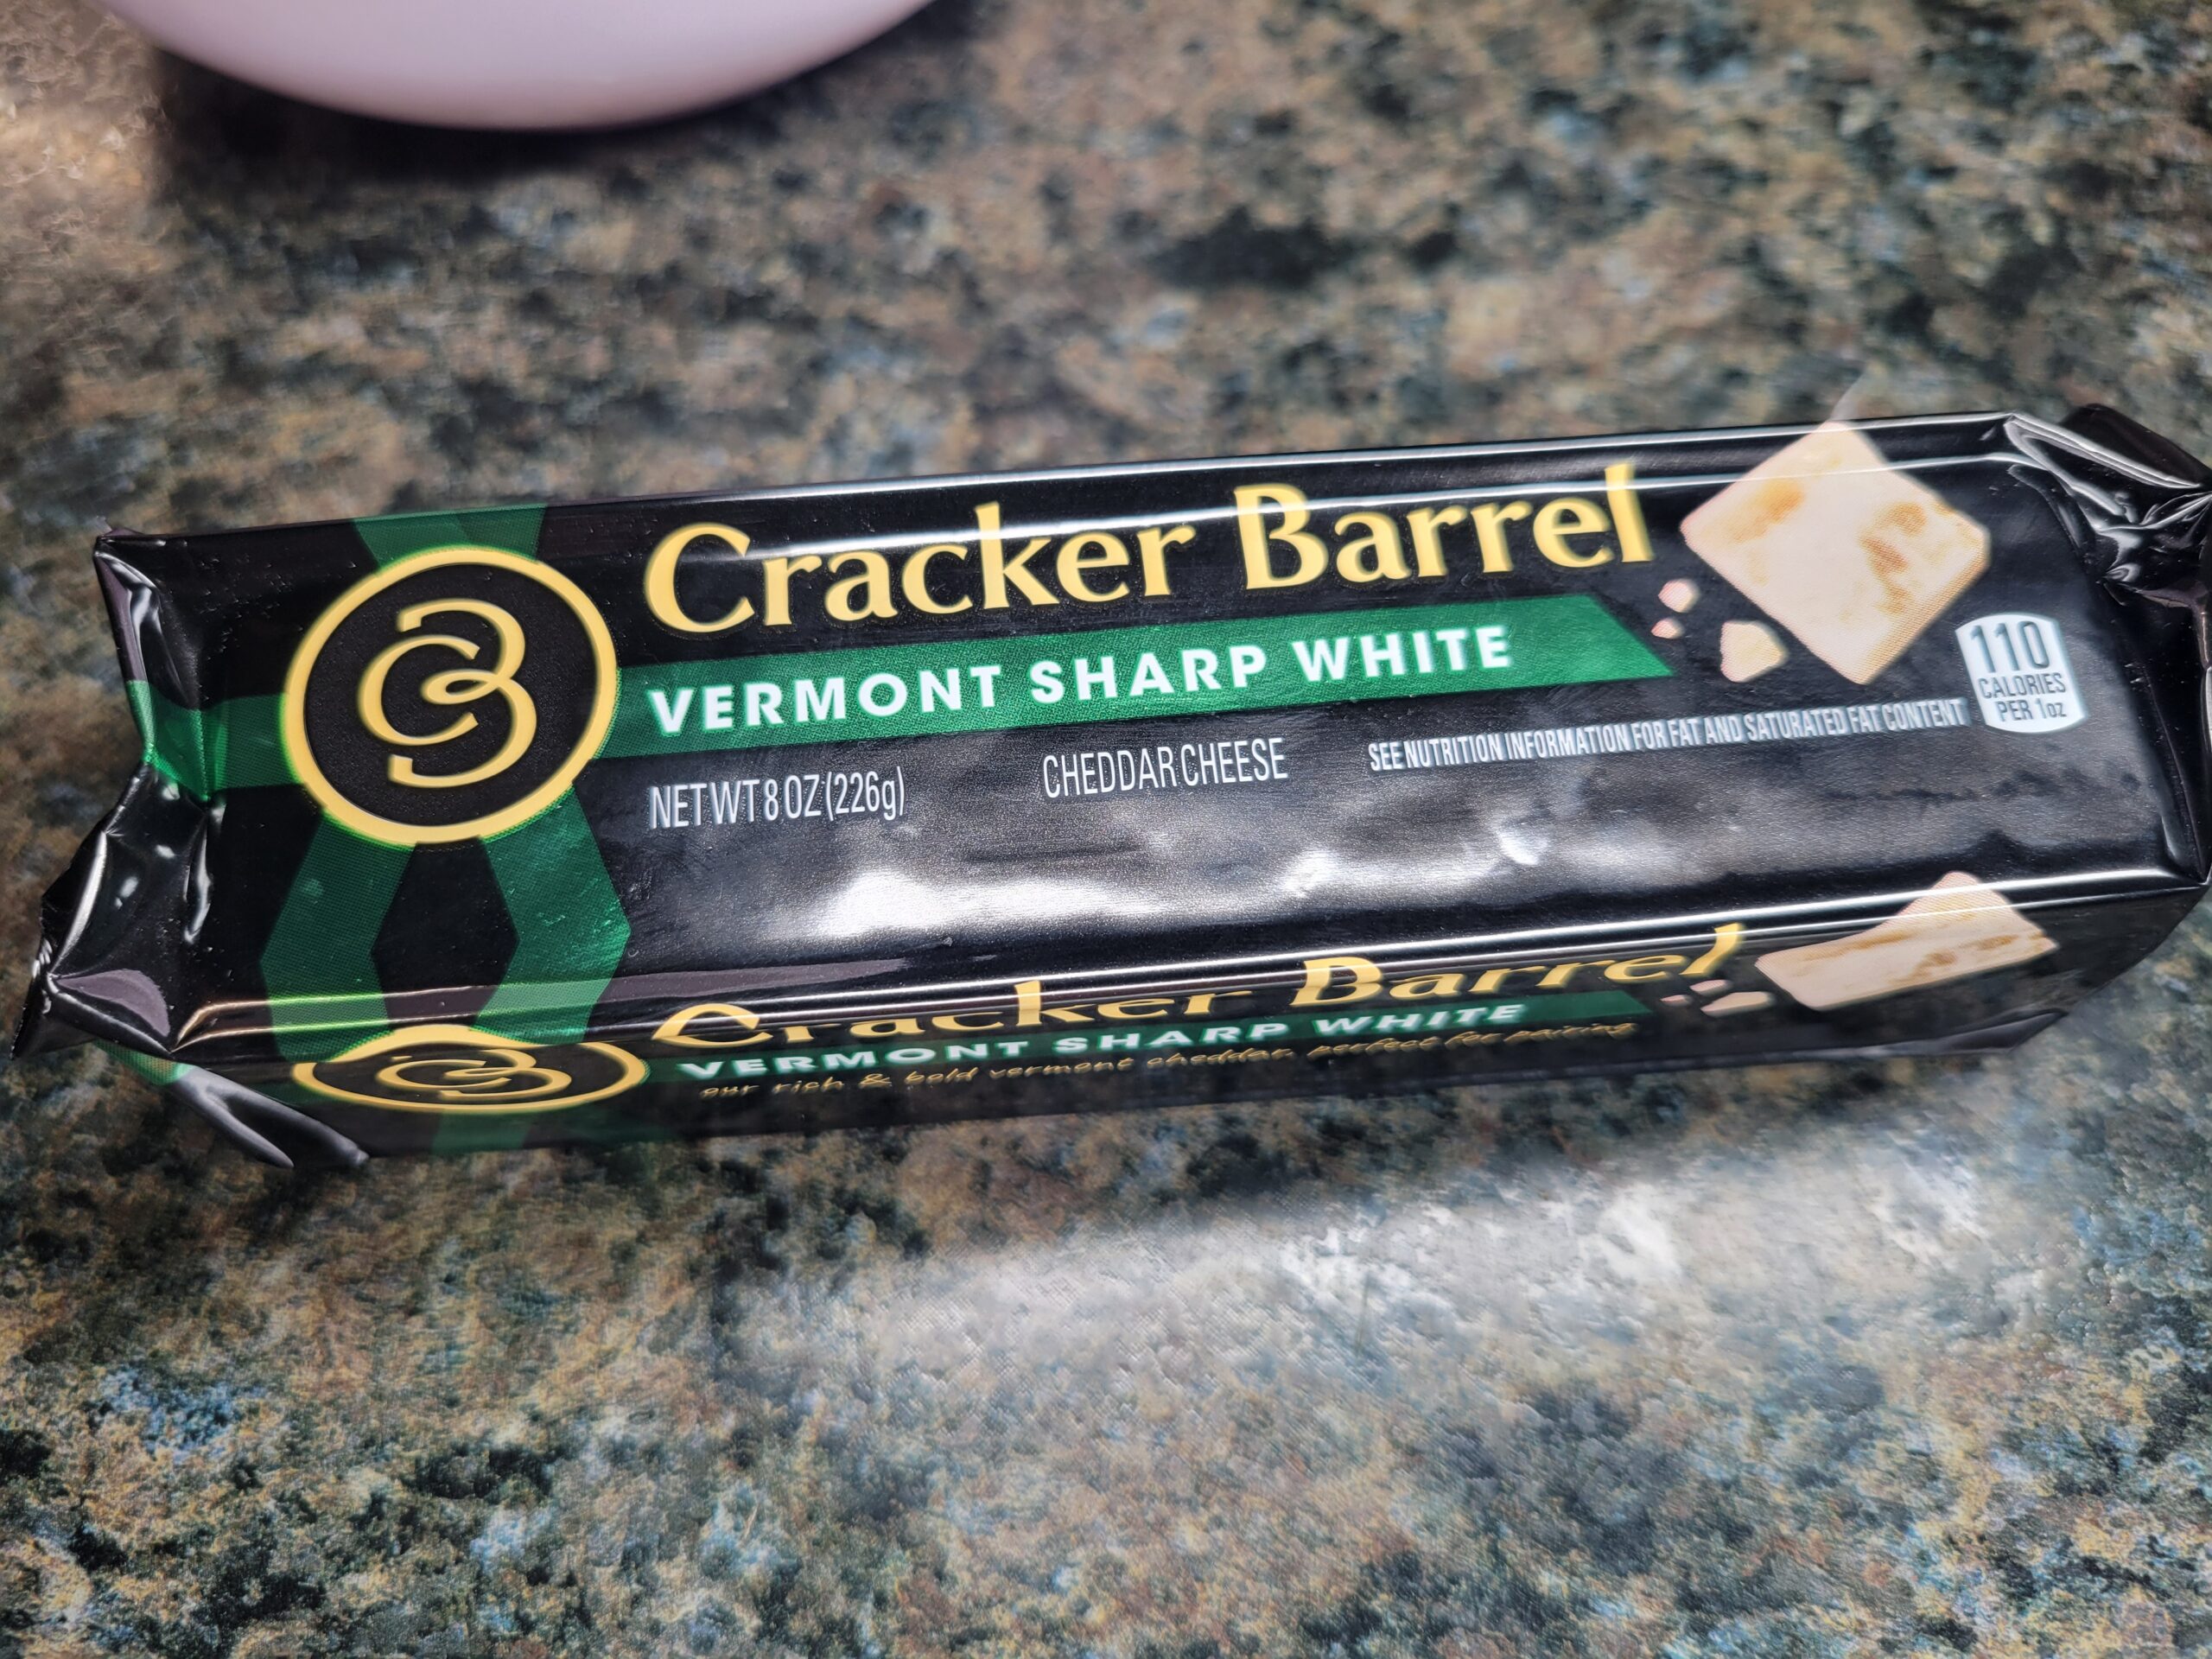 CB
Cracker Barrel
VERMONT SHARP WHITE
NET WT 8 OZ (226g)
CHEDDAR CHEESE
SEE NUTRITION INFORMATION FOR FAT AND SATURATED FAT CONTENT
110
CALORIES
PER 1oz
CB
Cracker Barrel
VERMONT SHARP WHITE
our rich & bold vermont cheddar. perfect for pairing